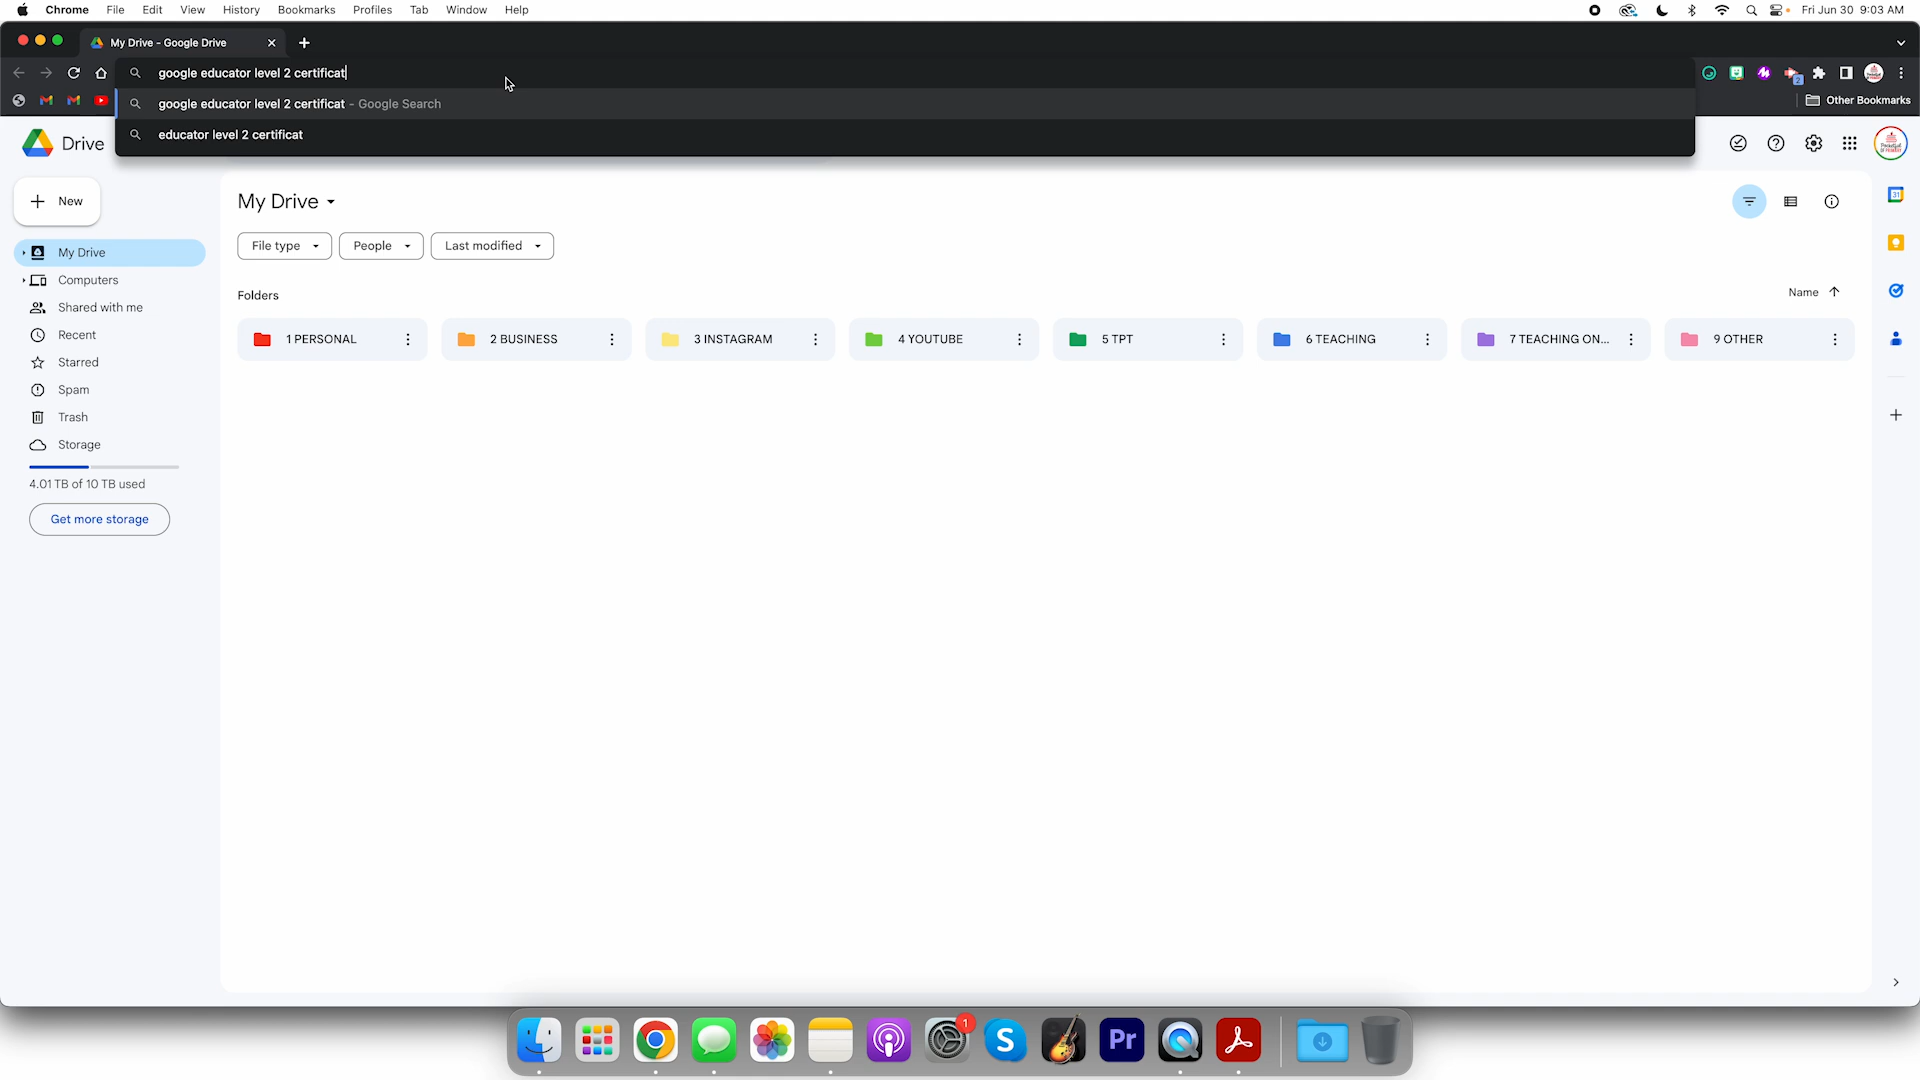 Chrome File Edit View History Bookmarks Profiles Tab Window Help Fri Jun 30 9:03 AM
My Drive - Google Drive
google educator level 2 certificat
2
google educator level 2 certificat - Google Search
Other Bookmarks
educator level 2 certificat
Drive
New
My Drive
31
File type People Last modified
My Drive
Computers
Shared with me
Recent
Starred
Spam
Trash
Storage
4.01 TB of 10 TB used
Get more storage
Folders Name
1 PERSONAL 2 BUSINESS 3 INSTAGRAM 4 YOUTUBE 5 TPT 6 TEACHING 7 TEACHING ON... 9 OTHER
1
S
Pr